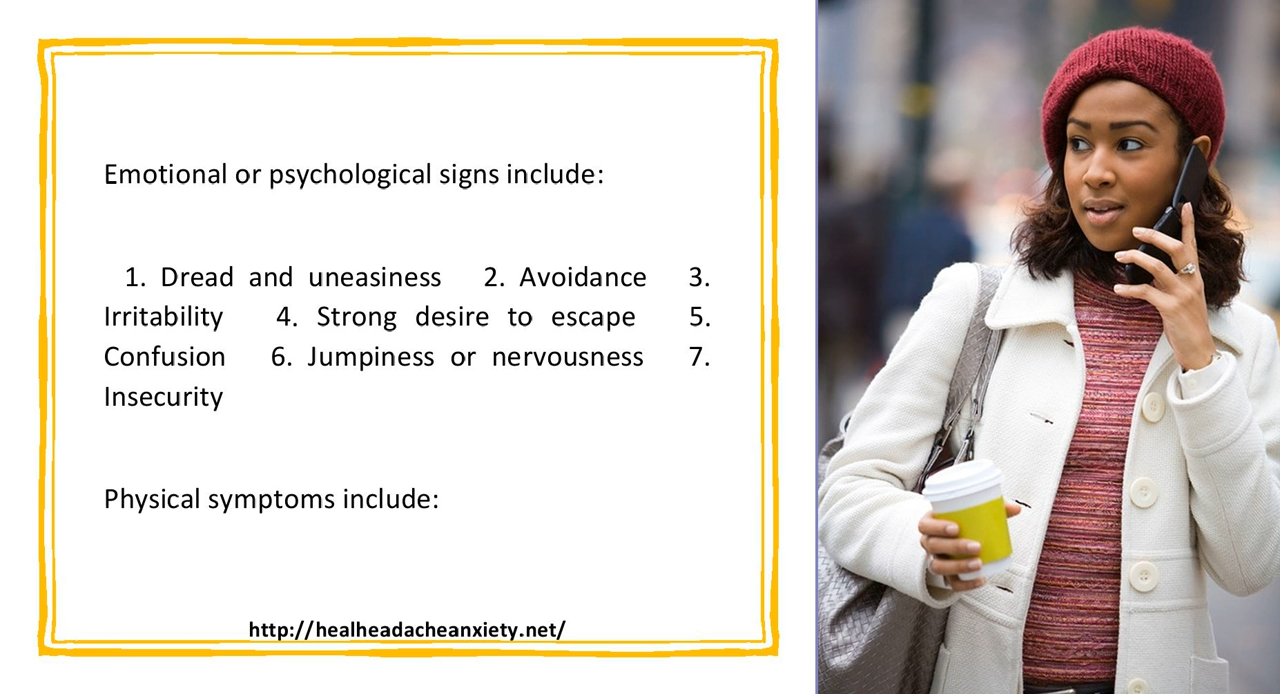 Emotional or psychological signs include:
1. Dread and uneasiness 2. Avoidance 3.
Irritability 4. Strong desire to escape 5.
Confusion 6. Jumpiness or nervousness 7.
Insecurity
Physical symptoms include:
http://healheadacheanxiety.net/